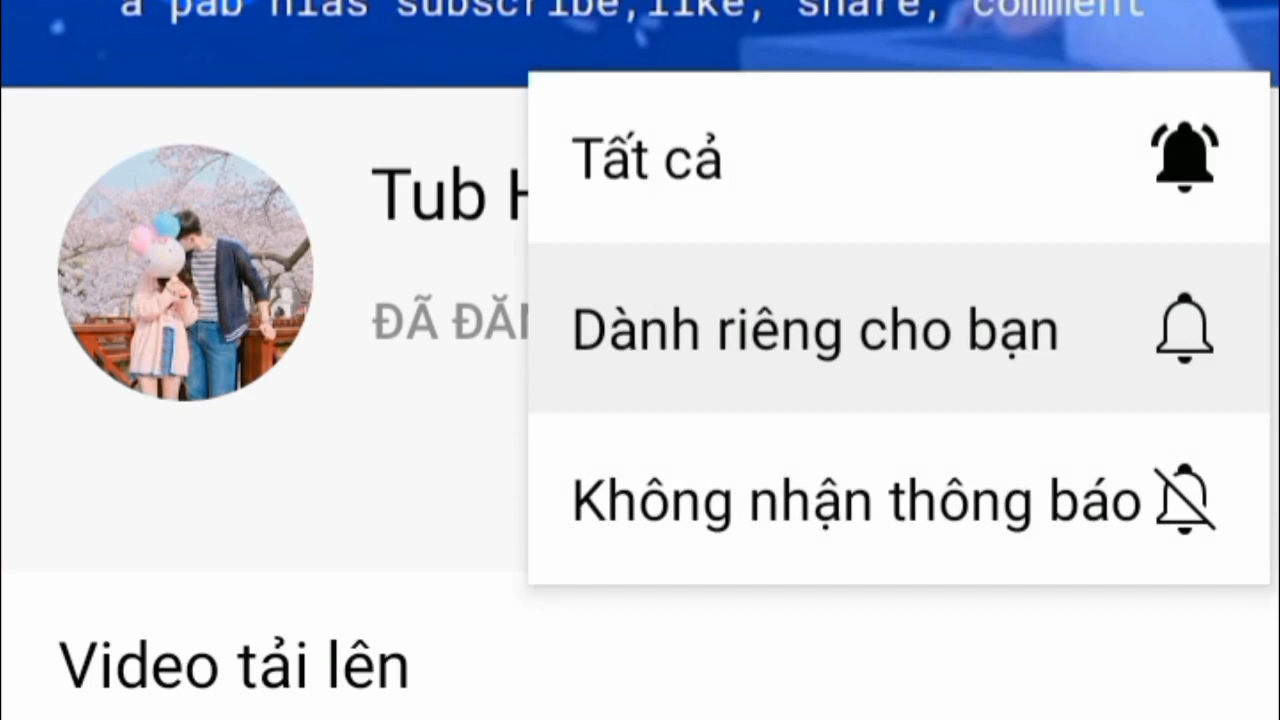 a pab nias subscribe,like, share, comment
Tub
Tất cả
ĐÃ
Dành riêng cho bạn
Không nhận thông báo
Video tải lên